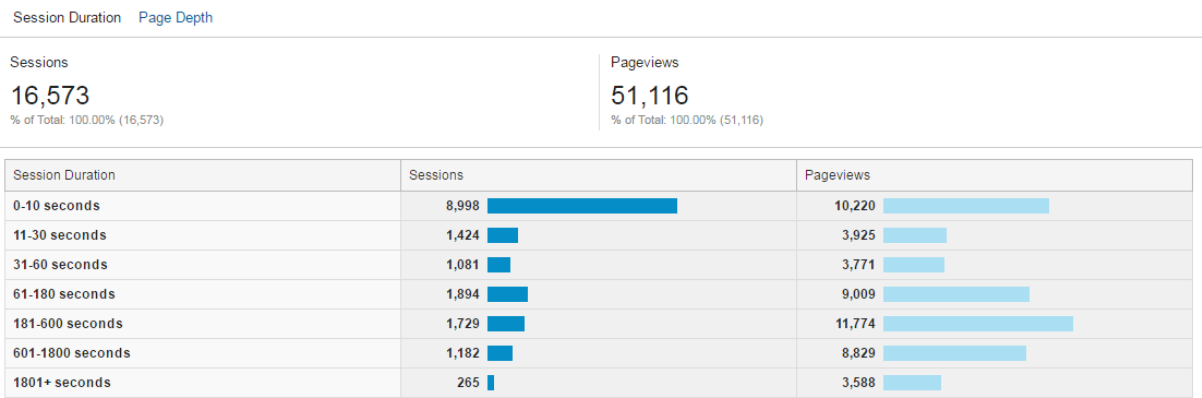 Session Duration Page Depth
Sessions Pageviews
16,573 51,116
% of Total: 100.00% (16,573) % of Total: 100.00% (51,116)
Session Duration Sessions Pageviews
0-10 seconds 8,998 10,220
11-30 seconds 1,424 3,925
31-60 seconds 1,081 3,771
61-180 seconds 1,894 9,009
181-600 seconds 1,729 11,774
601-1800 seconds 1,182 8,829
1801+ seconds 265 3,588